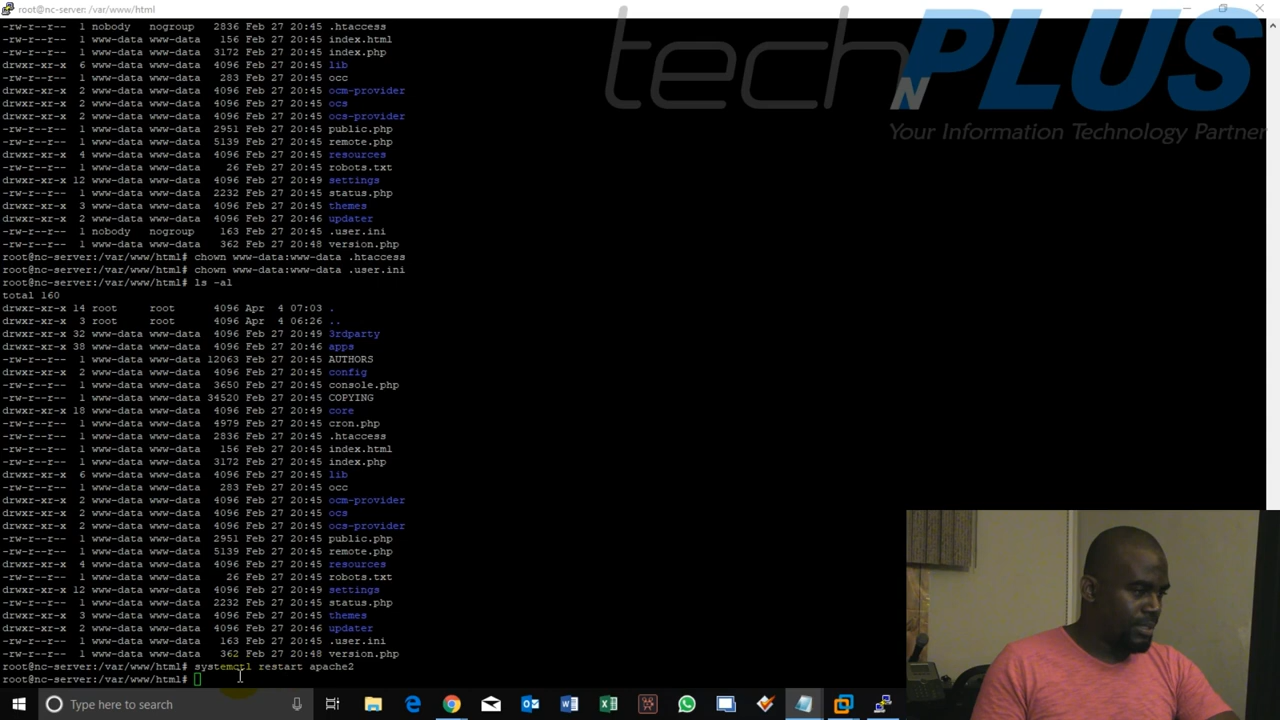 root@nc-server: /var/www/html
-rw-r--r-- 1 nobody nogroup 2836 Feb 27 20:45 .htaccess
-rw-r--r-- 1 www-data www-data 156 Feb 27 20:45 index.html
-rw-r--r-- 1 www-data www-data 3172 Feb 27 20:45 index.php
drwxr-xr-x 6 www-data www-data 4096 Feb 27 20:45 lib
-rw-r--r-- 1 www-data www-data 283 Feb 27 20:45 occ
drwxr-xr-x 2 www-data www-data 4096 Feb 27 20:45 ocm-provider
drwxr-xr-x 2 www-data www-data 4096 Feb 27 20:45 ocs
drwxr-xr-x 2 www-data www-data 4096 Feb 27 20:45 ocs-provider
-rw-r--r-- 1 www-data www-data 2951 Feb 27 20:45 public.php
-rw-r--r-- 1 www-data www-data 5139 Feb 27 20:45 remote.php
drwxr-xr-x 4 www-data www-data 4096 Feb 27 20:45 resources
-rw-r--r-- 1 www-data www-data 26 Feb 27 20:45 robots.txt
drwxr-xr-x 12 www-data www-data 4096 Feb 27 20:49 settings
-rw-r--r-- 1 www-data www-data 2232 Feb 27 20:45 status.php
drwxr-xr-x 3 www-data www-data 4096 Feb 27 20:45 themes
drwxr-xr-x 2 www-data www-data 4096 Feb 27 20:46 updater
-rw-r--r-- 1 nobody nogroup 163 Feb 27 20:45 .user.ini
-rw-r--r-- 1 www-data www-data 362 Feb 27 20:48 version.php
root@nc-server:/var/www/html# chown www-data:www-data .htaccess
root@nc-server:/var/www/html# chown www-data:www-data .user.ini
root@nc-server:/var/www/html# ls -al
total 160
drwxr-xr-x 14 root root 4096 Apr 4 07:03 .
drwxr-xr-x 3 root root 4096 Apr 4 06:26 ..
drwxr-xr-x 32 www-data www-data 4096 Feb 27 20:49 3rdparty
drwxr-xr-x 38 www-data www-data 4096 Feb 27 20:46 apps
-rw-r--r-- 1 www-data www-data 12063 Feb 27 20:45 AUTHORS
drwxr-xr-x 2 www-data www-data 4096 Feb 27 20:45 config
-rw-r--r-- 1 www-data www-data 3650 Feb 27 20:45 console.php
-rw-r--r-- 1 www-data www-data 34520 Feb 27 20:45 COPYING
drwxr-xr-x 18 www-data www-data 4096 Feb 27 20:49 core
-rw-r--r-- 1 www-data www-data 4979 Feb 27 20:45 cron.php
-rw-r--r-- 1 www-data www-data 2836 Feb 27 20:45 .htaccess
-rw-r--r-- 1 www-data www-data 156 Feb 27 20:45 index.html
-rw-r--r-- 1 www-data www-data 3172 Feb 27 20:45 index.php
drwxr-xr-x 6 www-data www-data 4096 Feb 27 20:45 lib
-rw-r--r-- 1 www-data www-data 283 Feb 27 20:45 occ
drwxr-xr-x 2 www-data www-data 4096 Feb 27 20:45 ocm-provider
drwxr-xr-x 2 www-data www-data 4096 Feb 27 20:45 ocs
drwxr-xr-x 2 www-data www-data 4096 Feb 27 20:45 ocs-provider
-rw-r--r-- 1 www-data www-data 2951 Feb 27 20:45 public.php
-rw-r--r-- 1 www-data www-data 5139 Feb 27 20:45 remote.php
drwxr-xr-x 4 www-data www-data 4096 Feb 27 20:45 resources
-rw-r--r-- 1 www-data www-data 26 Feb 27 20:45 robots.txt
drwxr-xr-x 12 www-data www-data 4096 Feb 27 20:49 settings
-rw-r--r-- 1 www-data www-data 2232 Feb 27 20:45 status.php
drwxr-xr-x 3 www-data www-data 4096 Feb 27 20:45 themes
drwxr-xr-x 2 www-data www-data 4096 Feb 27 20:46 updater
-rw-r--r-- 1 www-data www-data 163 Feb 27 20:45 .user.ini
-rw-r--r-- 1 www-data www-data 362 Feb 27 20:48 version.php
root@nc-server:/var/www/html# systemctl restart apache2
root@nc-server:/var/www/html#
tech N PLUS
Your Information Technology Partner
Type here to search